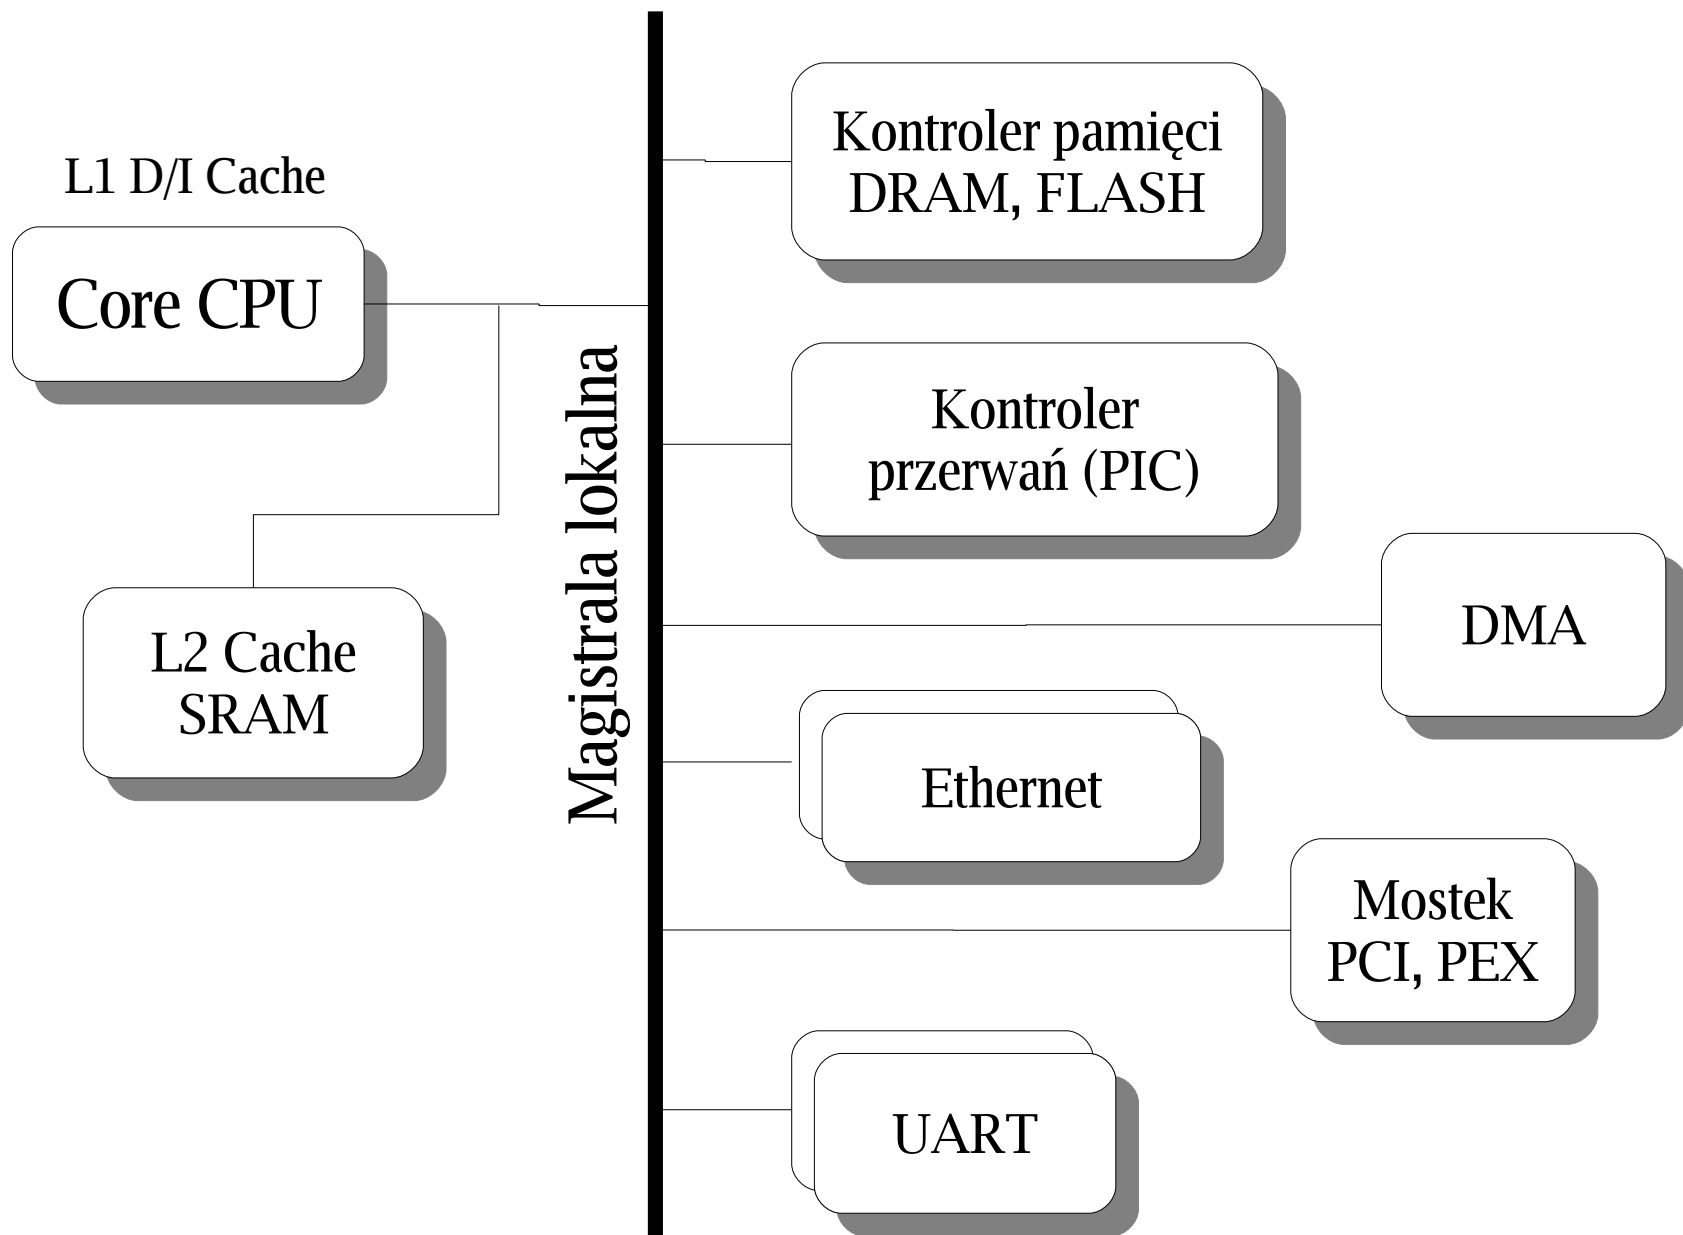 L1 D/I Cache
Core CPU
L2 Cache
SRAM
Magistrala lokalna
Kontroler pamięci
DRAM, FLASH
Kontroler
przerwań (PIC)
DMA
Ethernet
Mostek
PCI, PEX
UART